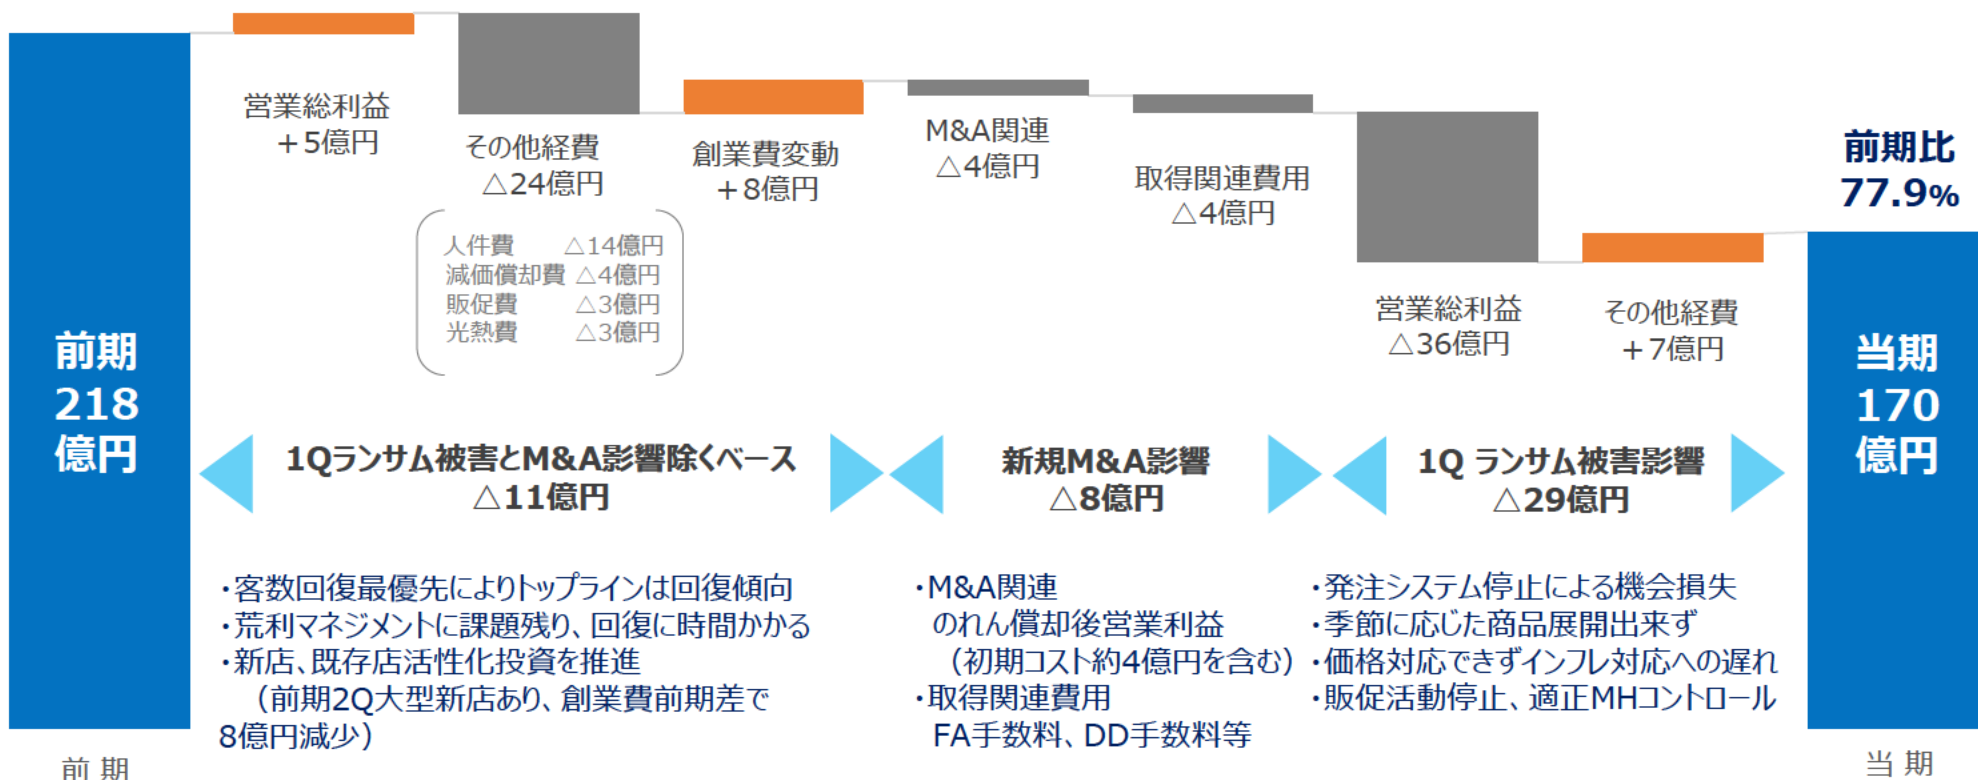 営業総利益
+5億円
その他経費
△24億円
人件費 △14億円
減価償却費 △4億円
販促費 △3億円
光熱費 △3億円
創業費変動
+8億円
M&A関連
△4億円
取得関連費用
△4億円
営業総利益
△36億円
その他経費
+7億円
前期比
77.9%
前期
218
億円
当期
170
億円
1Qランサム被害とM&A影響除くベース
△11億円
新規M&A影響
△8億円
1Q ランサム被害影響
△29億円
・客数回復最優先によりトップラインは回復傾向
・荒利マネジメントに課題残り、回復に時間かかる
・新店、既存店活性化投資を推進
（前期2Q大型新店あり、創業費前期差で
8億円減少）
・M&A関連
のれん償却後営業利益
（初期コスト約4億円を含む）
・取得関連費用
FA手数料、DD手数料等
・発注システム停止による機会損失
・季節に応じた商品展開出来ず
・価格対応できずインフレ対応への遅れ
・販促活動停止、適正MHコントロール
前期
当期